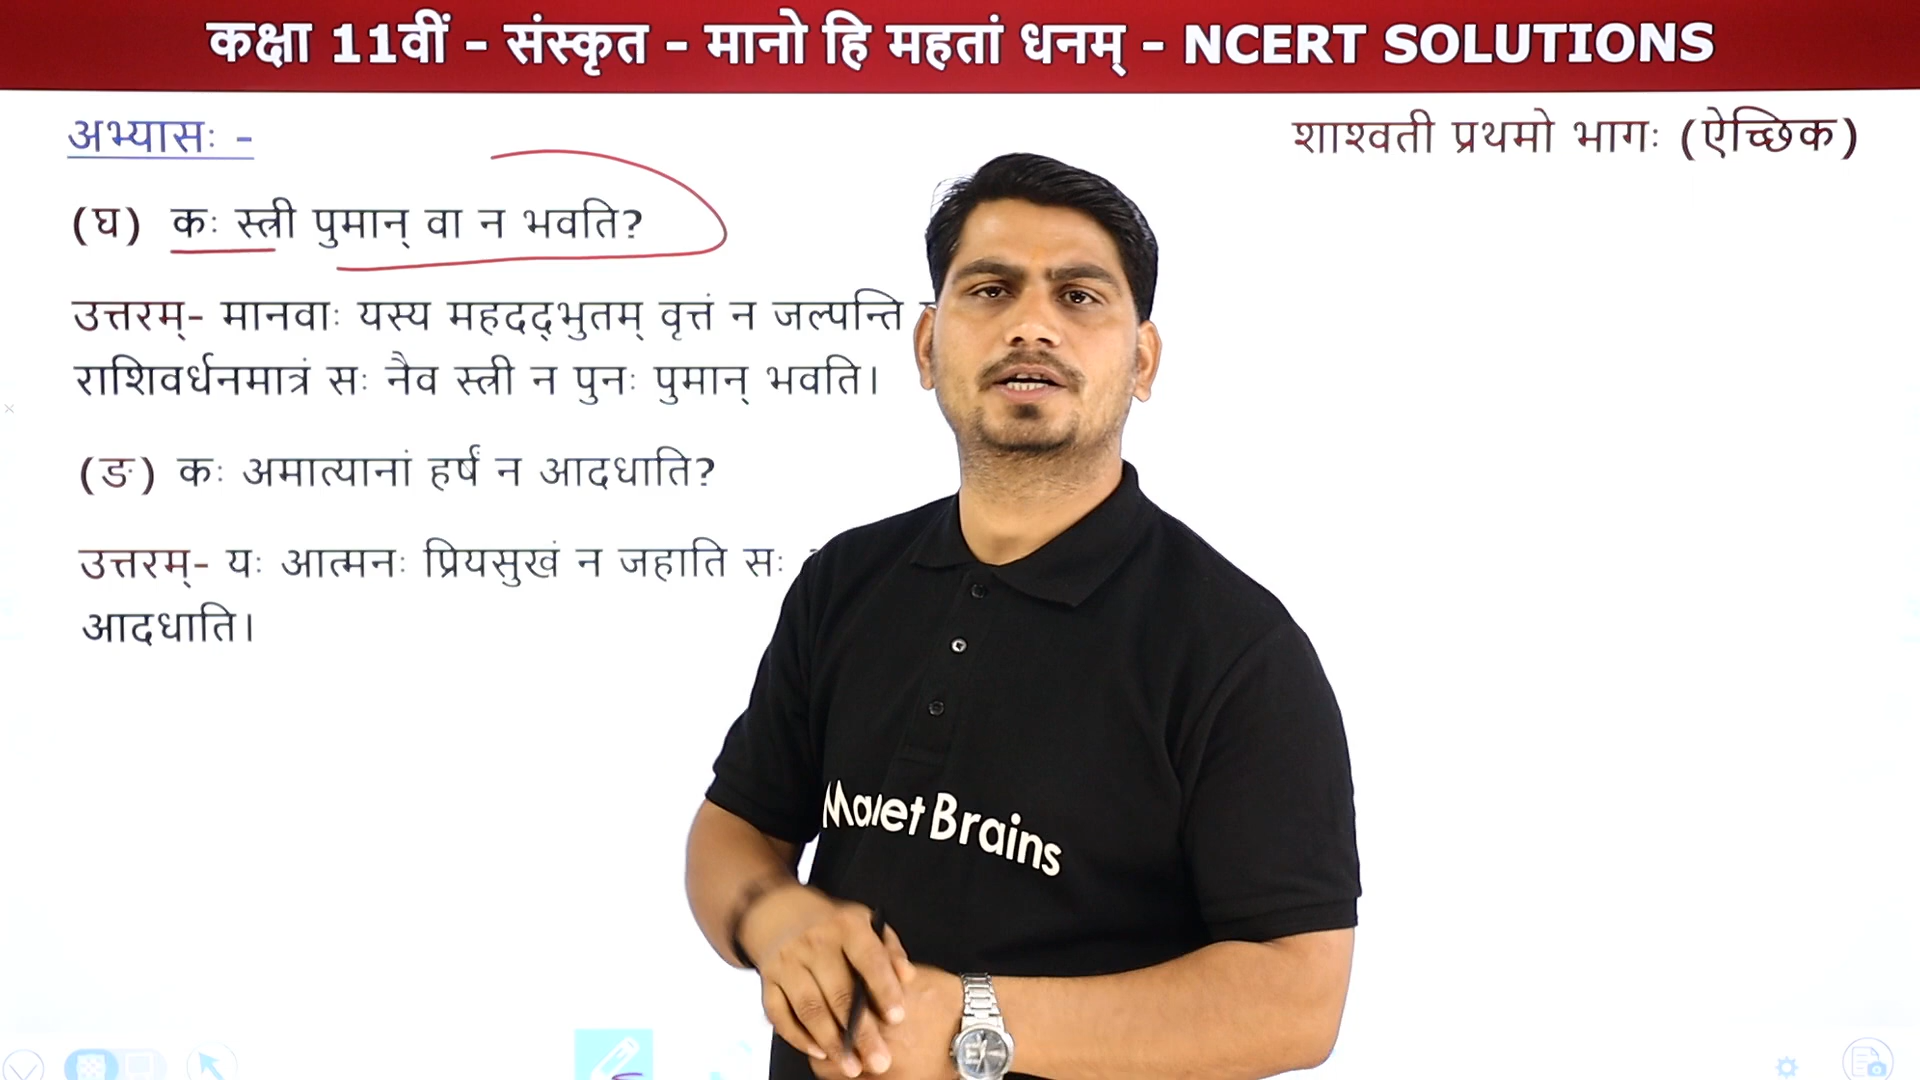 कक्षा 11वीं - संस्कृत - मानो हि महतां धनम् - NCERT SOLUTIONS
अभ्यासः -
शाश्वती प्रथमो भागः (ऐच्छिक)
(घ) कः स्त्री पुमान् वा न भवति?
उत्तरम्- मानवाः यस्य महदद्भुतम् वृत्तं न जल्पन्ति
राशिवर्धनमात्रं सः नैव स्त्री न पुनः पुमान् भवति।
(ङ) कः अमात्यानां हर्षं न आदधाति?
उत्तरम्- यः आत्मनः प्रियसुखं न जहाति सः
आदधाति।
Brains